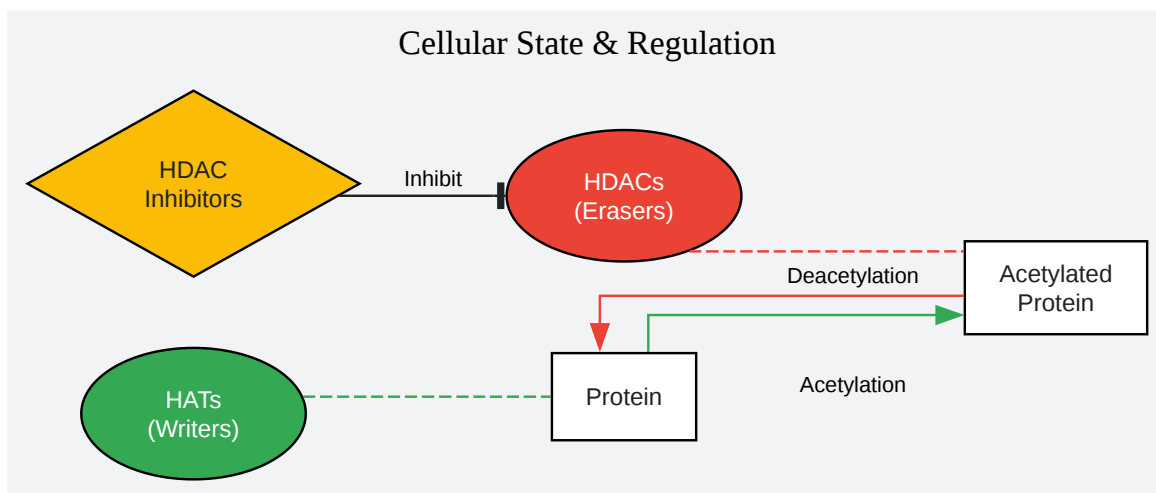 Cellular State & Regulation
HDAC
Inhibitors
Inhibit
HDACs
(Erasers)
Deacetylation
Acetylated
Protein
HATs
(Writers)
Protein
Acetylation